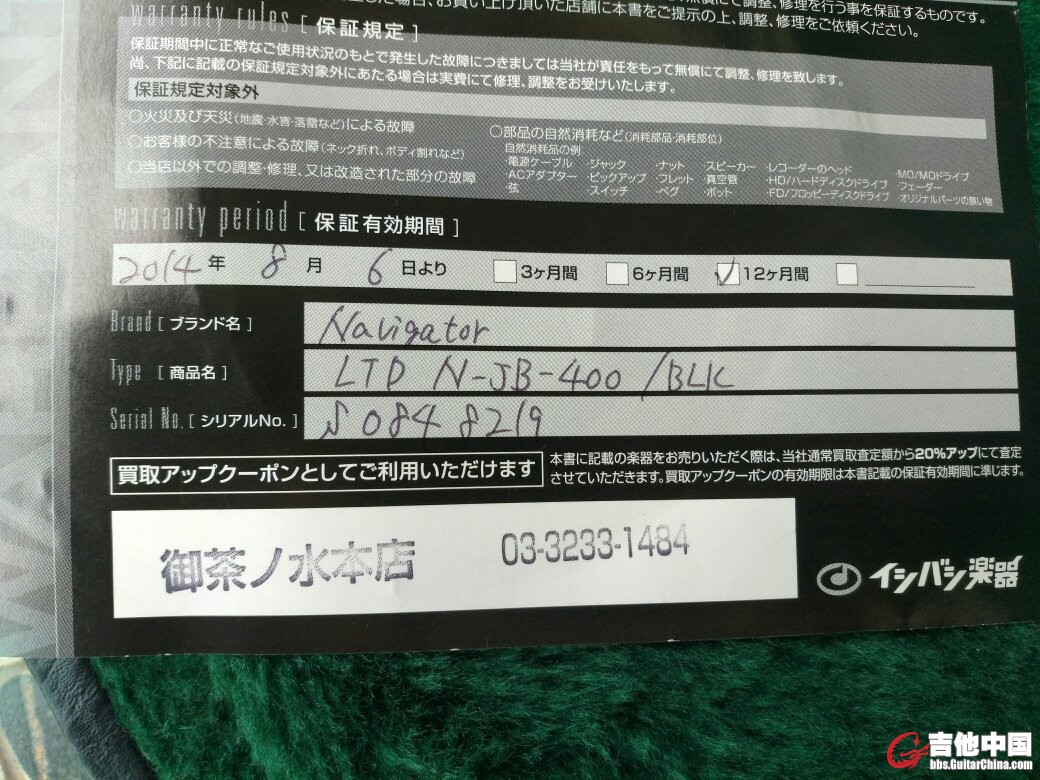 warranty rules [ 保証規定 ]
保証期間中に正常なご使用状況のもとで発生した故障につきましては当社が責任をもって無償にて調整、修理を致します。
尚、下記に記載の保証規定対象外にあたる場合は実費にて修理、調整をお受けいたします。
保証規定対象外
○火災及び天災(地震・水害・落雷など)による故障
○お客様の不注意による故障(ネック折れ、ボディ割れなど)
○当店以外での調整・修理、又は改造された部分の故障
○部品の自然消耗など(消耗部品・消耗部位)
自然消耗品の例
・電源ケーブル ・ジャック ・ナット ・スピーカー ・レコーダーのヘッド ・MO/MOドライブ
・ACアダプター ・ピックアップ ・フレット ・真空管 ・HD/ハードディスクドライブ ・フェーダー
・弦 ・スイッチ ・ペグ ・ポット ・FD/フロッピーディスクドライブ ・オリジナルパーツの無い物
warranty period [ 保証有効期間 ]
2014 年 8 月 6 日より 3ヶ月間 6ヶ月間 12ヶ月間
Brand [ ブランド名 ] Navigator
Type [ 商品名 ] LTD N-JB-400 /BLK
Serial No. [ シリアルNo. ] S0848219
買取アップクーポンとしてご利用いただけます
本書に記載の楽器をお売りいただく際は、当社通常買取査定額から20%アップにて査定
させていただきます。買取アップクーポンの有効期限は本書記載の保証有効期間に準じます。
御茶ノ水本店 03-3233-1484
イシバシ楽器
吉他中国
bbs.GuitarChina.com